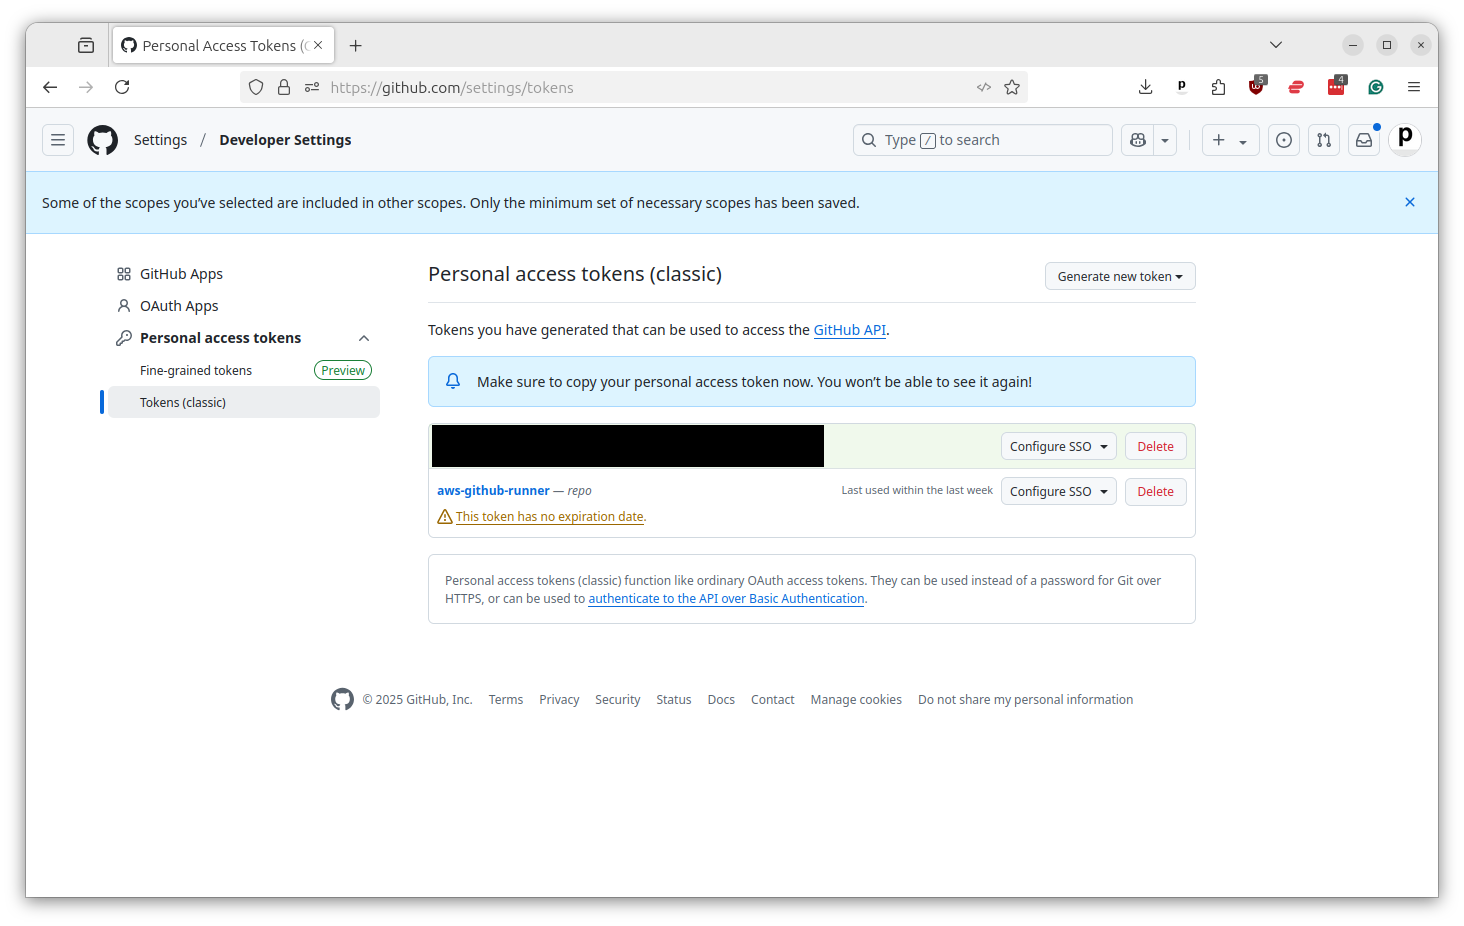 Personal Access Tokens (
https://github.com/settings/tokens
5
4
Settings / Developer Settings
Type / to search
Some of the scopes you’ve selected are included in other scopes. Only the minimum set of necessary scopes has been saved.
GitHub Apps
OAuth Apps
Personal access tokens
Fine-grained tokens Preview
Tokens (classic)
Personal access tokens (classic)
Generate new token
Tokens you have generated that can be used to access the GitHub API.
Make sure to copy your personal access token now. You won’t be able to see it again!
Configure SSO Delete
aws-github-runner — repo Last used within the last week Configure SSO Delete
This token has no expiration date.
Personal access tokens (classic) function like ordinary OAuth access tokens. They can be used instead of a password for Git over
HTTPS, or can be used to authenticate to the API over Basic Authentication.
© 2025 GitHub, Inc. Terms Privacy Security Status Docs Contact Manage cookies Do not share my personal information